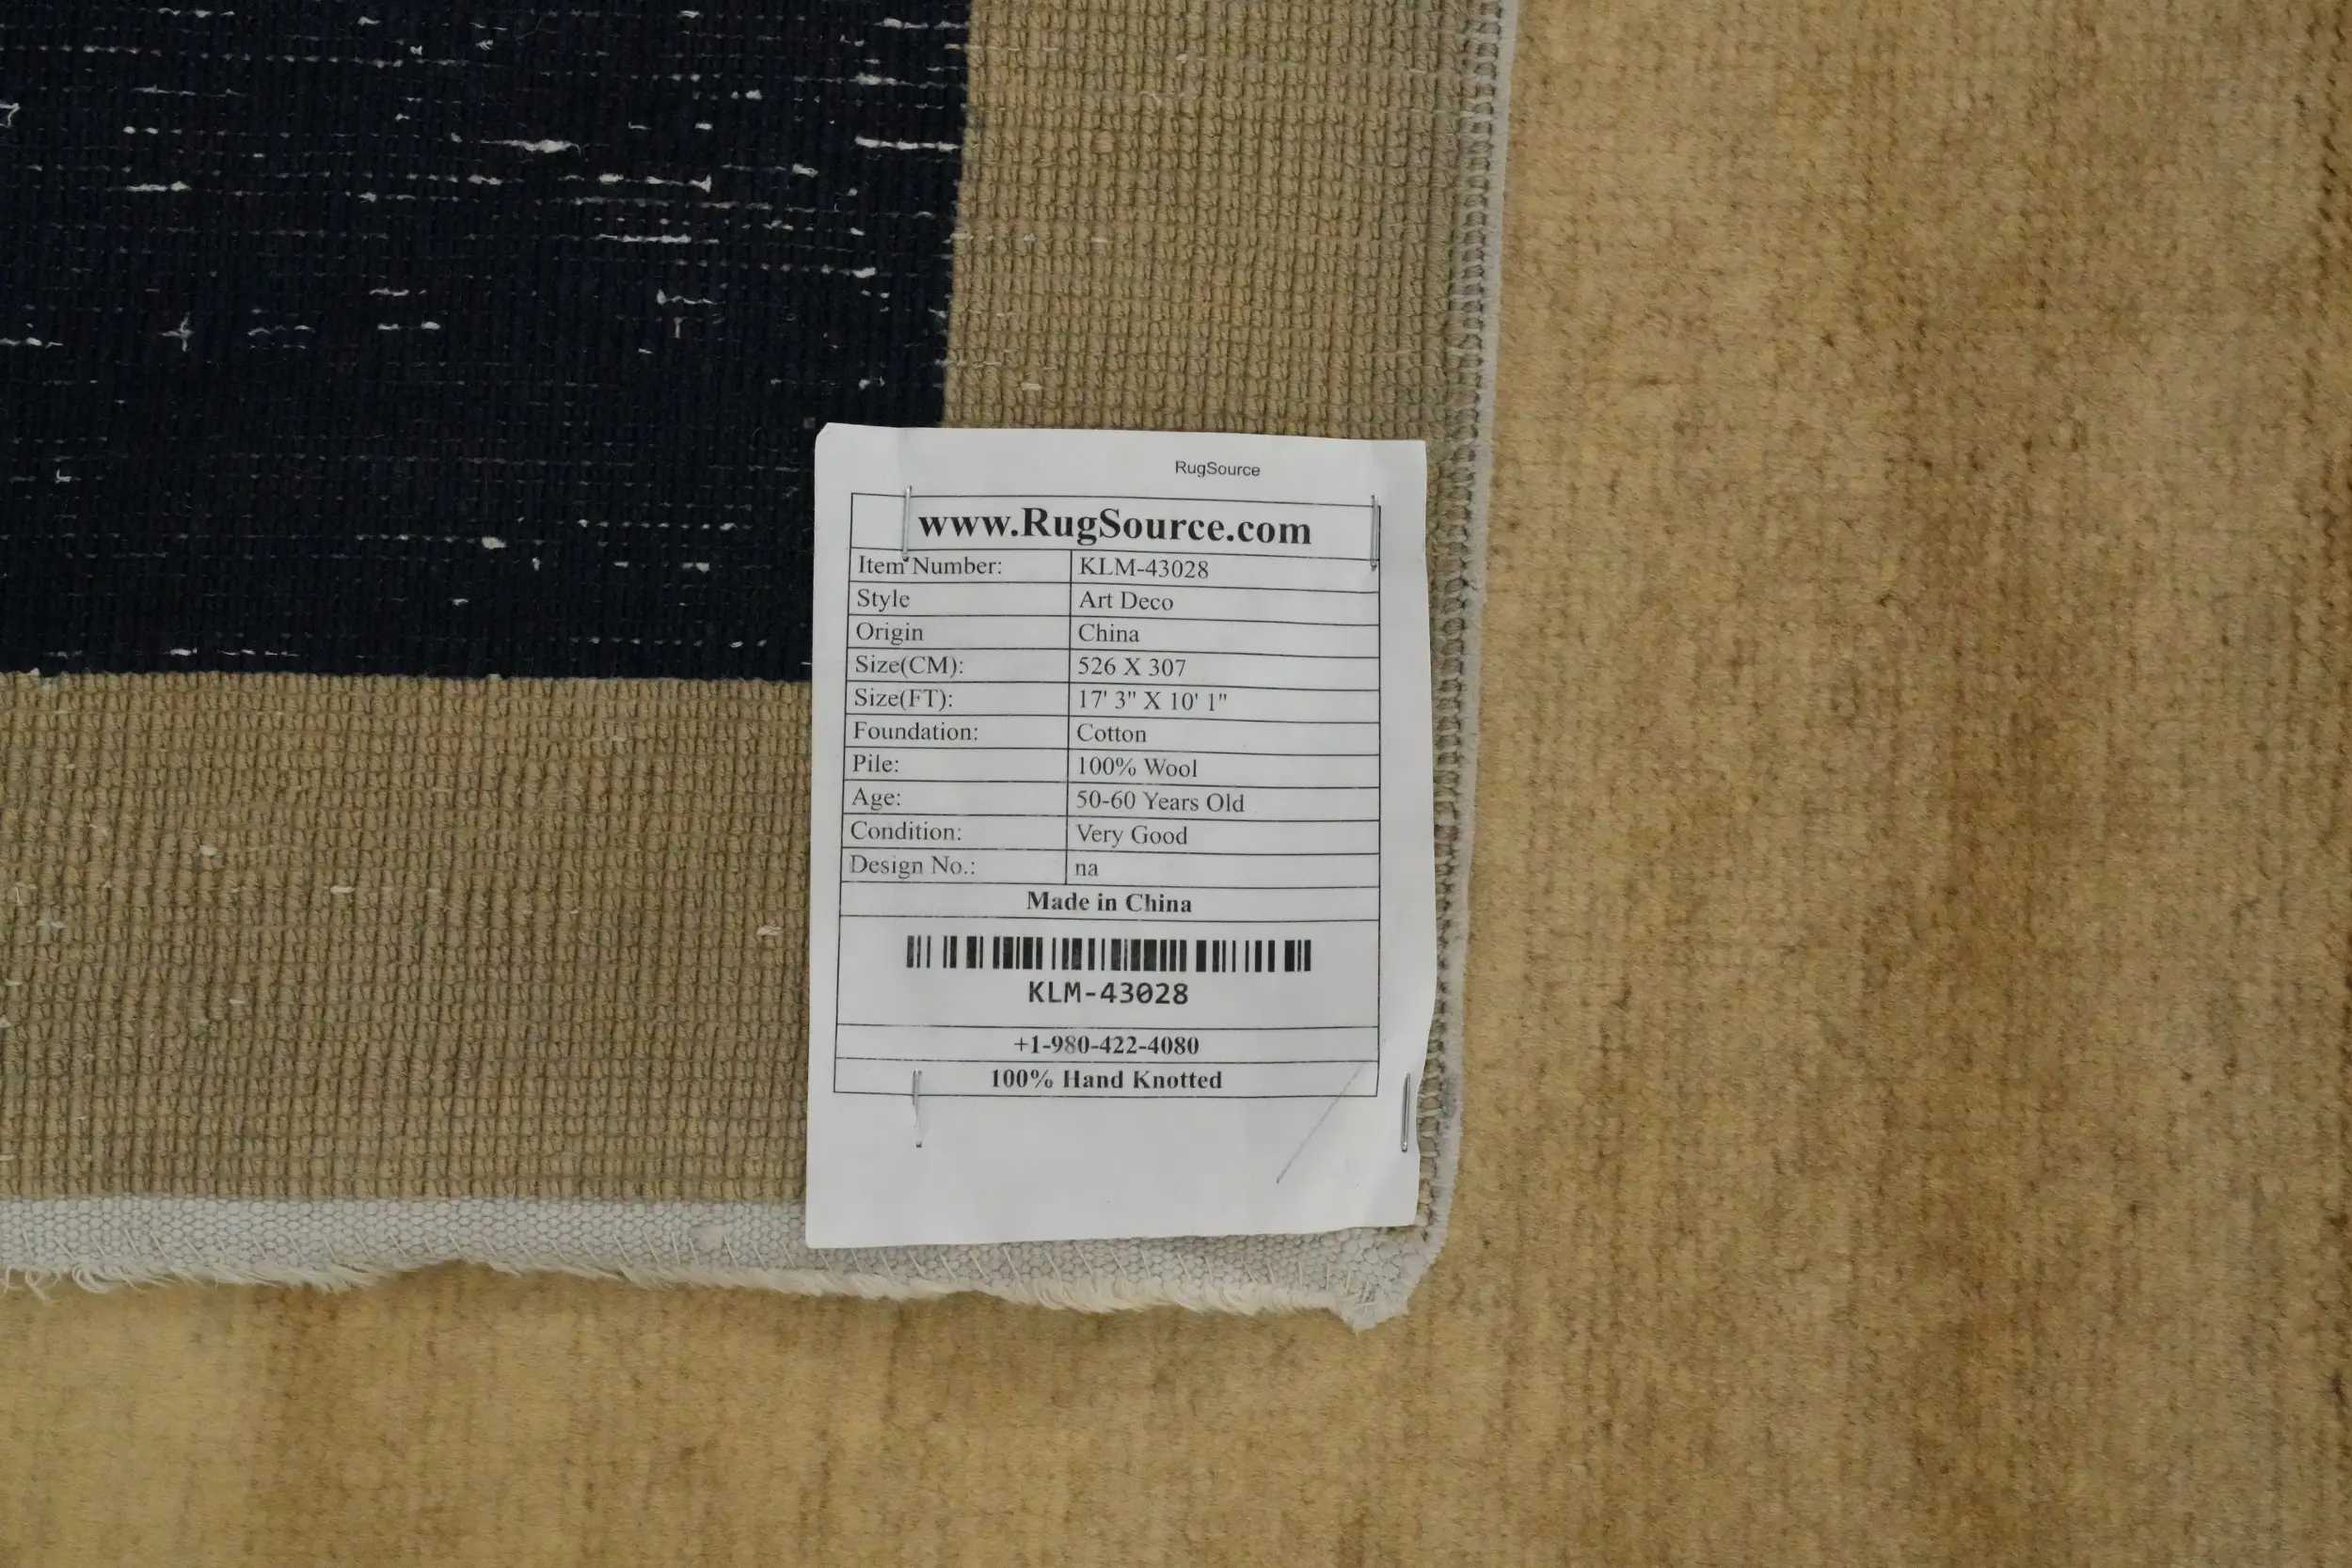 RugSource
www.RugSource.com
Item Number: KLM-43028
Style Art Deco
Origin China
Size(CM): 526 X 307
Size(FT): 17' 3" X 10' 1"
Foundation: Cotton
Pile: 100% Wool
Age: 50-60 Years Old
Condition: Very Good
Design No.: na
Made in China
KLM-43028
+1-980-422-4080
100% Hand Knotted